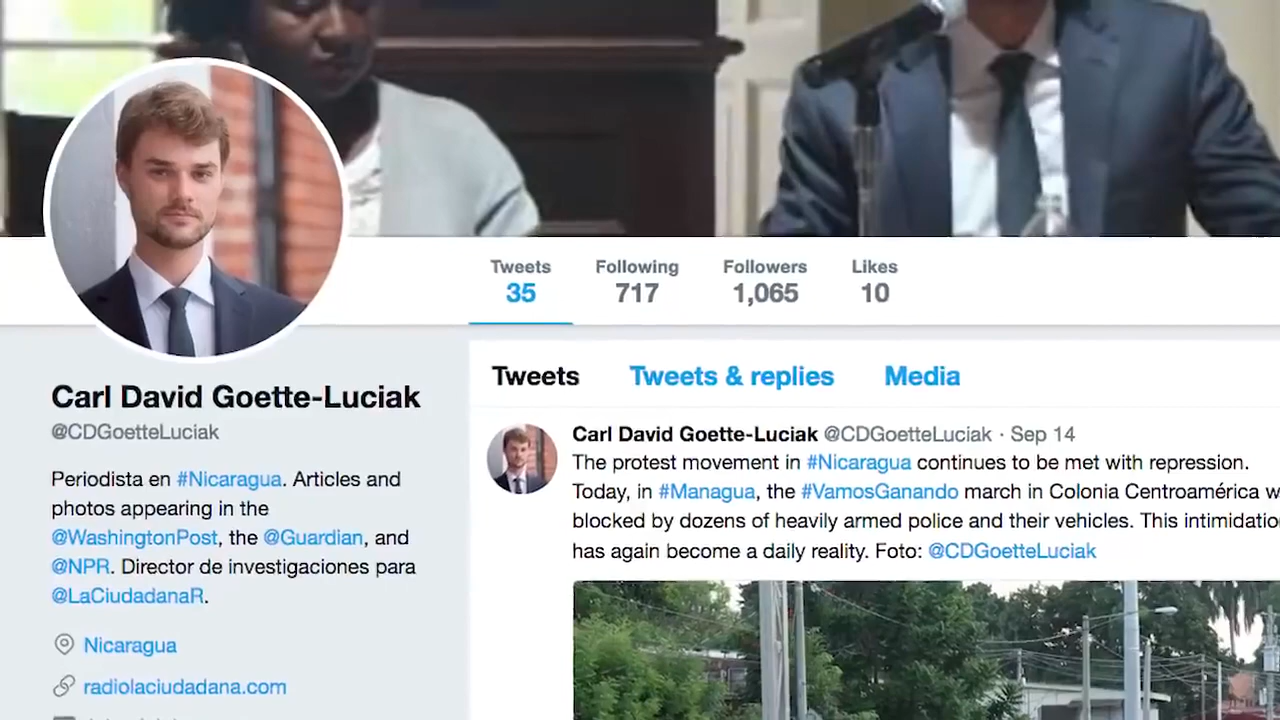 Tweets Following Followers Likes
35 717 1,065 10
Carl David Goette-Luciak
@CDGoetteLuciak
Periodista en #Nicaragua. Articles and
photos appearing in the
@WashingtonPost, the @Guardian, and
@NPR. Director de investigaciones para
@LaCiudadanaR.
Nicaragua
radiolaciudadana.com
Tweets Tweets & replies Media
Carl David Goette-Luciak @CDGoetteLuciak · Sep 14
The protest movement in #Nicaragua continues to be met with repression.
Today, in #Managua, the #VamosGanando march in Colonia Centroamérica
blocked by dozens of heavily armed police and their vehicles. This
has again become a daily reality. Foto: @CDGoetteLuciak